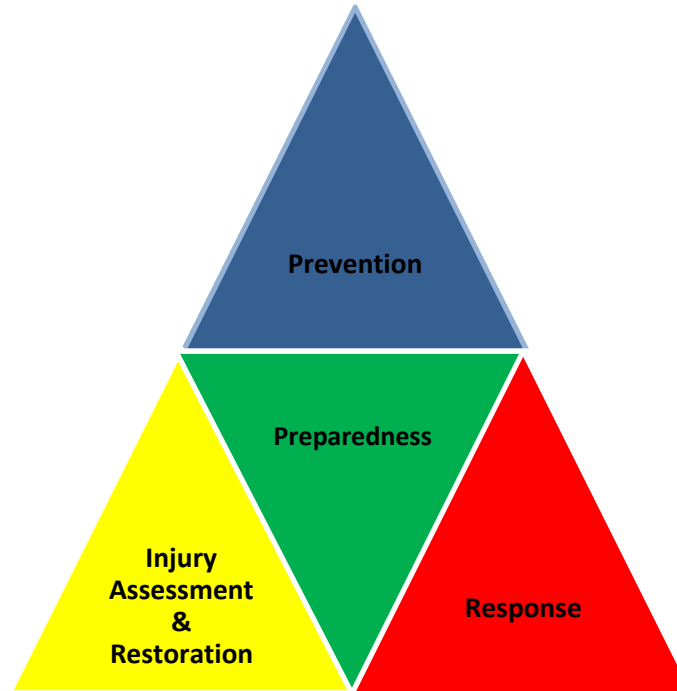 Prevention
Preparedness
Injury
Assessment
&
Restoration
Response